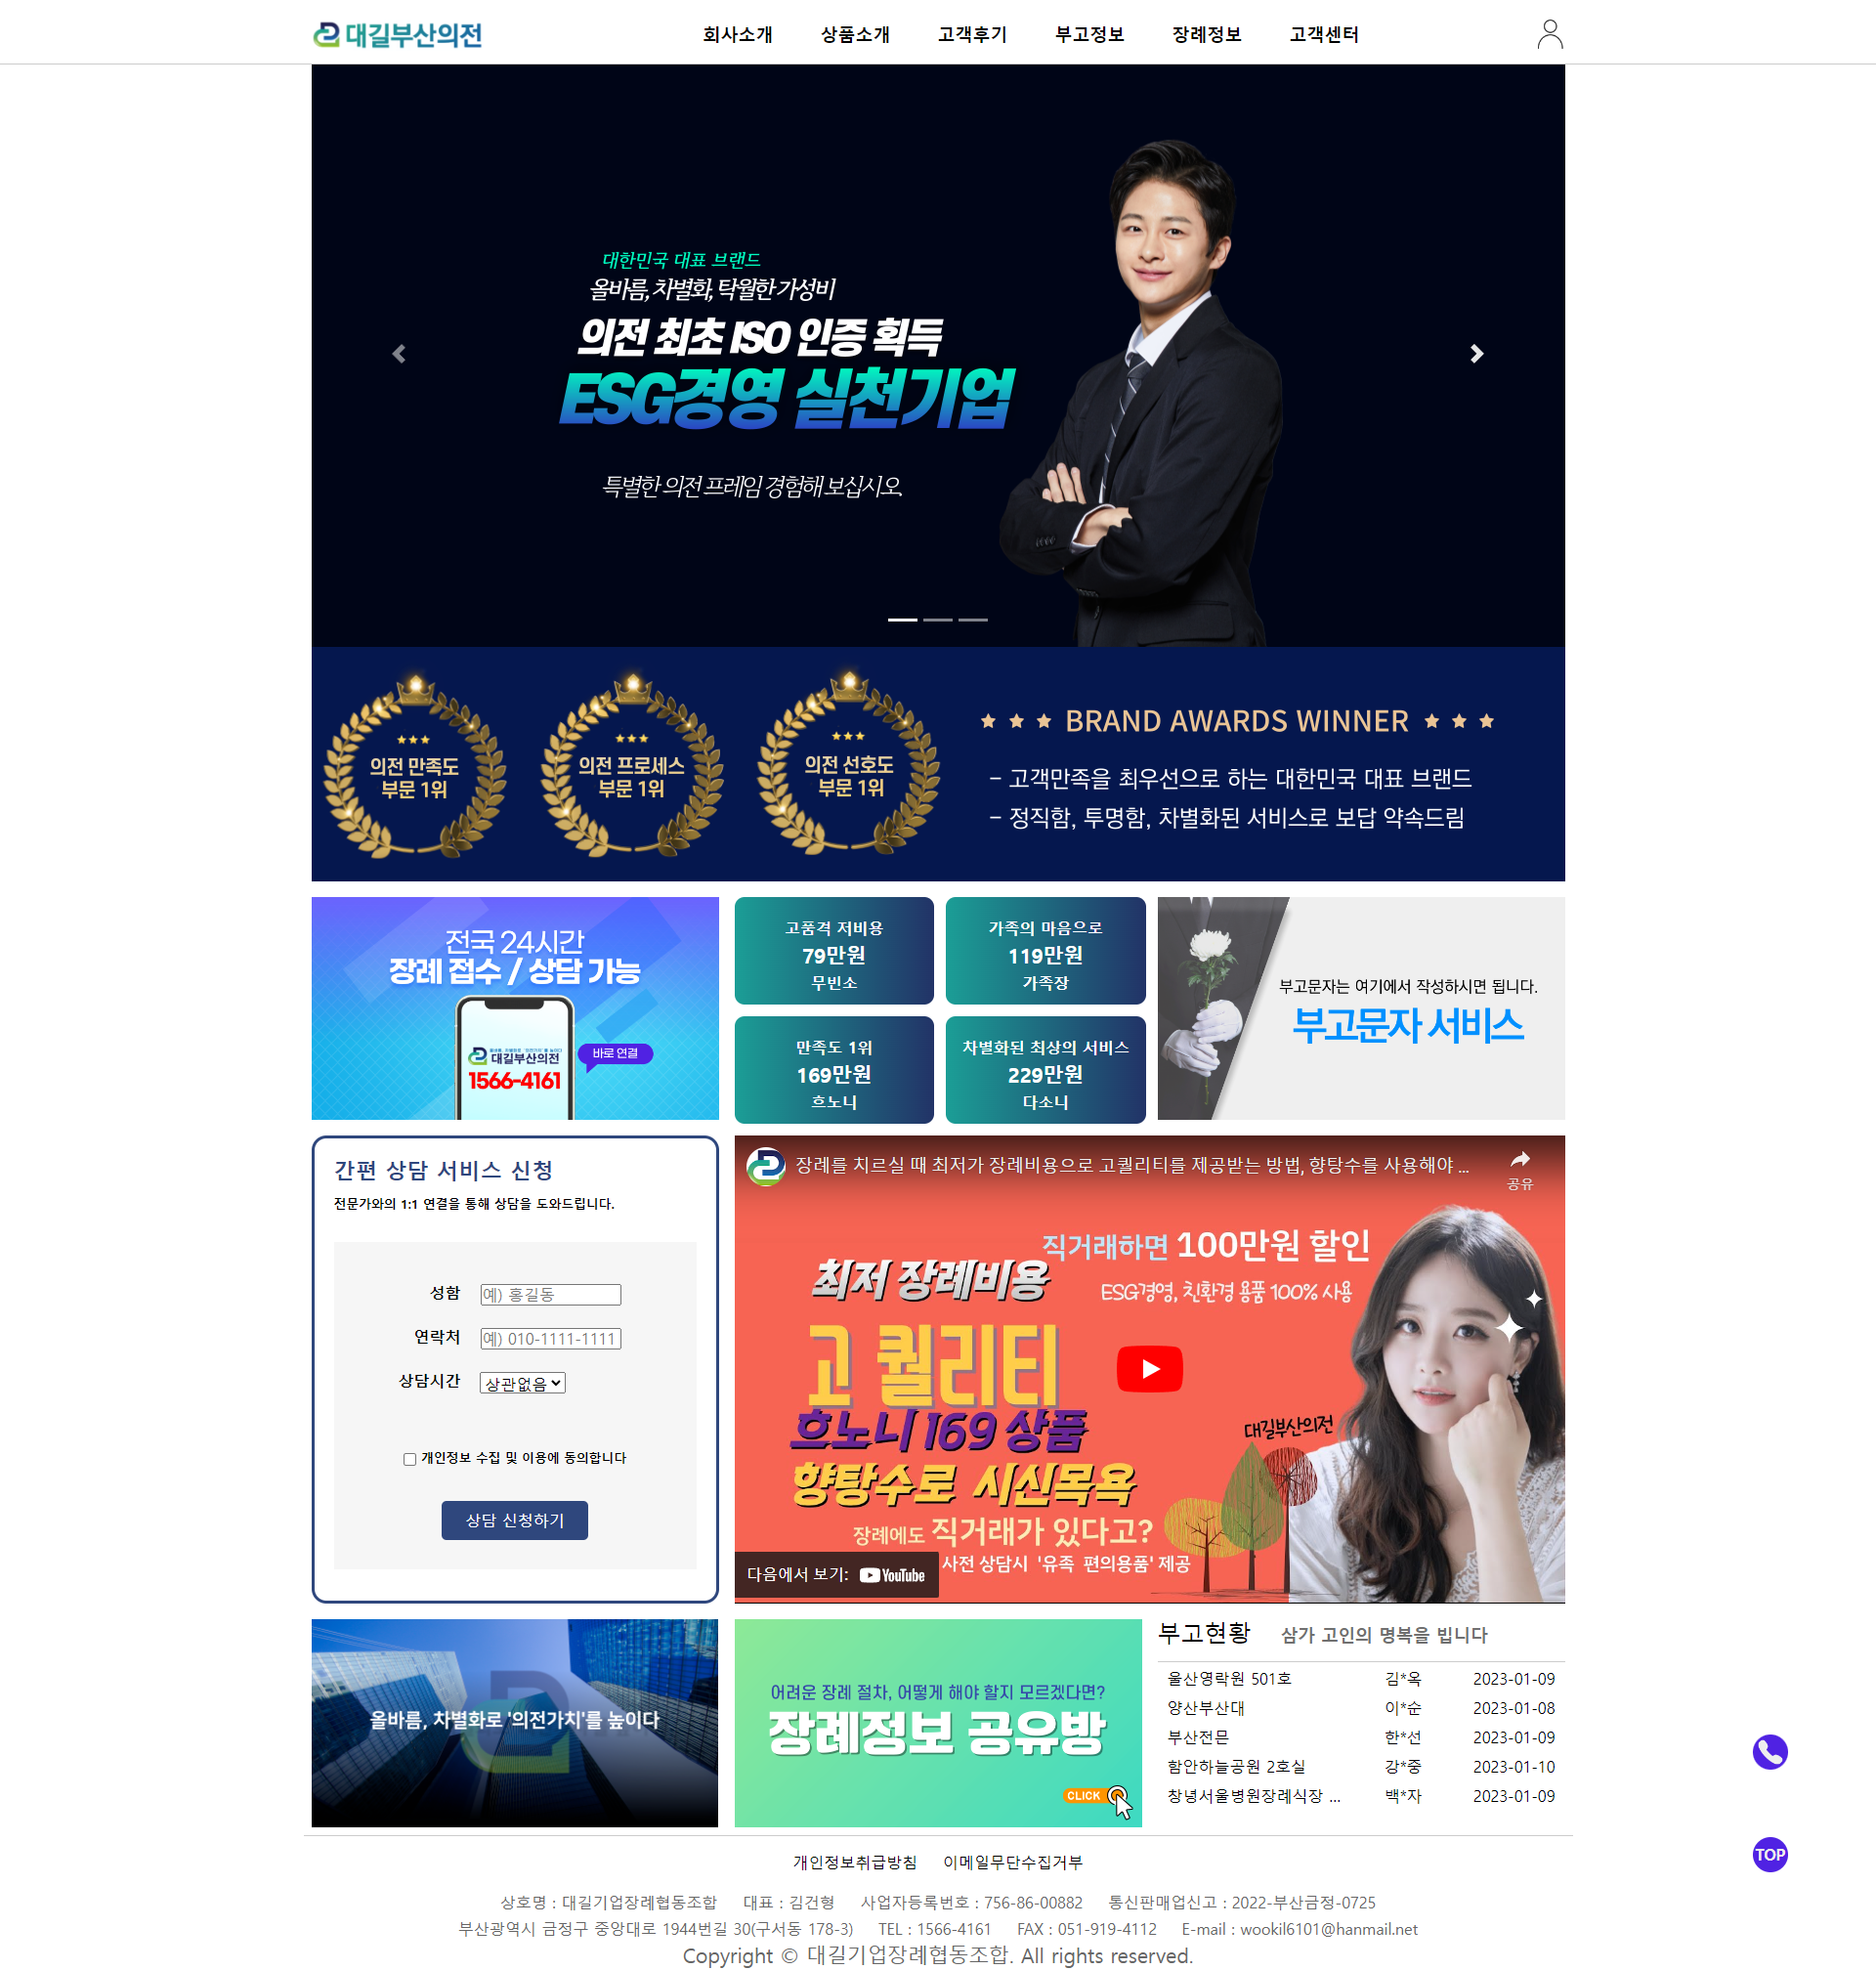 대길부산의전
회사소개
상품소개
고객후기
부고정보
장례정보
고객센터
대한민국 대표 브랜드
올바름, 차별화, 탁월한 가성비
의전 최초 ISO 인증 획득
ESG경영 실천기업
특별한 의전 프레임 경험해 보십시오.
의전 만족도
부문 1위
의전 프로세스
부문 1위
의전 선호도
부문 1위
BRAND AWARDS WINNER
- 고객만족을 최우선으로 하는 대한민국 대표 브랜드
- 정직함, 투명함, 차별화된 서비스로 보답 약속드림
전국 24시간
장례 접수 / 상담 가능
대길부산의전
1566-4161
바로 연결
고품격 저비용
79만원
무빈소
가족의 마음으로
119만원
가족장
만족도 1위
169만원
흐노니
차별화된 최상의 서비스
229만원
다소니
부고문자는 여기에서 작성하시면 됩니다.
부고문자 서비스
간편 상담 서비스 신청
전문가와의 1:1 연결을 통해 상담을 도와드립니다.
성함 예) 홍길동
연락처 예) 010-1111-1111
상담시간 상관없음
개인정보 수집 및 이용에 동의합니다
상담 신청하기
장례를 치르실 때 최저가 장례비용으로 고퀄리티를 제공받는 방법, 향탕수를 사용해야 ...
공유
직거래하면 100만원 할인
최저 장례비용
ESG경영, 친환경 용품 100% 사용
고 퀄리티
흐노니 169 상품
대길부산의전
향탕수로 시신목욕
장례에도 직거래가 있다고?
사전 상담시 '유족 편의용품' 제공
다음에서 보기: YouTube
올바름, 차별화로 '의전가치'를 높이다
어려운 장례 절차, 어떻게 해야 할지 모르겠다면?
장례정보 공유방
CLICK
부고현황 삼가 고인의 명복을 빕니다
울산영락원 501호 김*옥 2023-01-09
양산부산대 이*순 2023-01-08
부산전믄 한*선 2023-01-09
함안하늘공원 2호실 강*중 2023-01-10
창녕서울병원장례식장 ... 백*자 2023-01-09
TOP
개인정보취급방침 이메일무단수집거부
상호명 : 대길기업장례협동조합 대표 : 김건형 사업자등록번호 : 756-86-00882 통신판매업신고 : 2022-부산금정-0725
부산광역시 금정구 중앙대로 1944번길 30(구서동 178-3) TEL : 1566-4161 FAX : 051-919-4112 E-mail : wookil6101@hanmail.net
Copyright © 대길기업장례협동조합. All rights reserved.